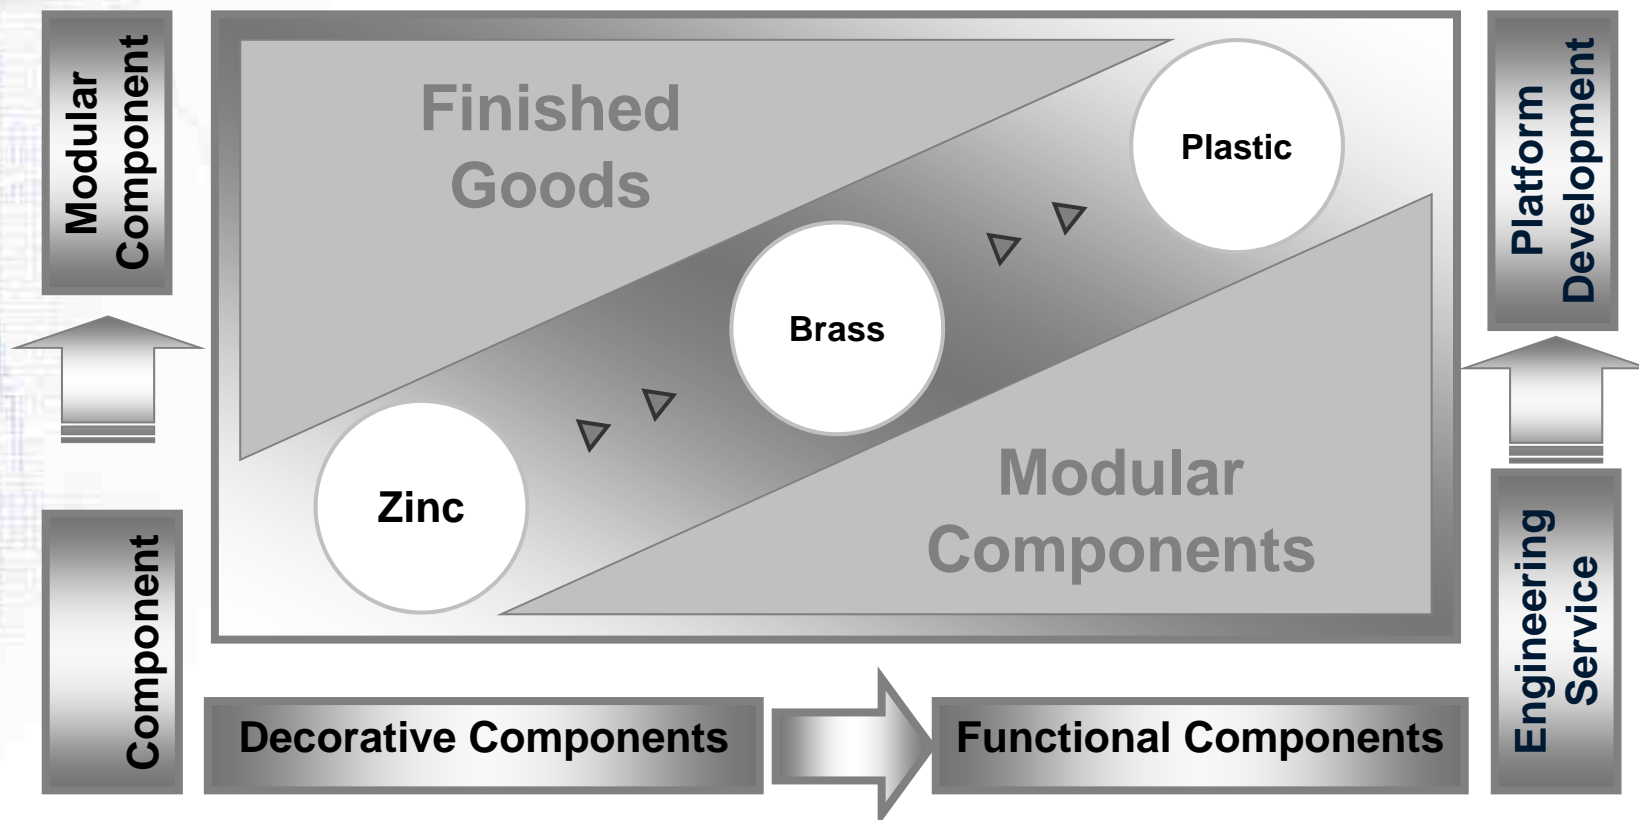 Modular
Component
Finished
Goods
Plastic
Platform
Development
Brass
Zinc
Modular
Components
Component
Engineering
Service
Decorative Components
Functional Components